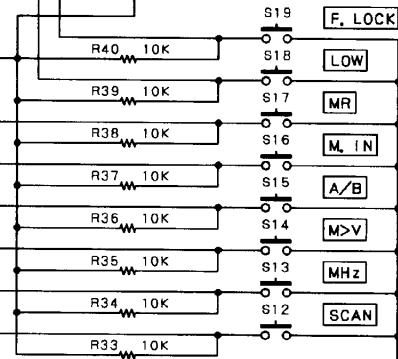 S19 F. LOCK
R40 10K S18 LOW
R39 10K S17 MR
R38 10K S16 M. IN
R37 10K S15 A/B
R36 10K S14 M>V
R35 10K S13 MHz
R34 10K S12 SCAN
R33 10K